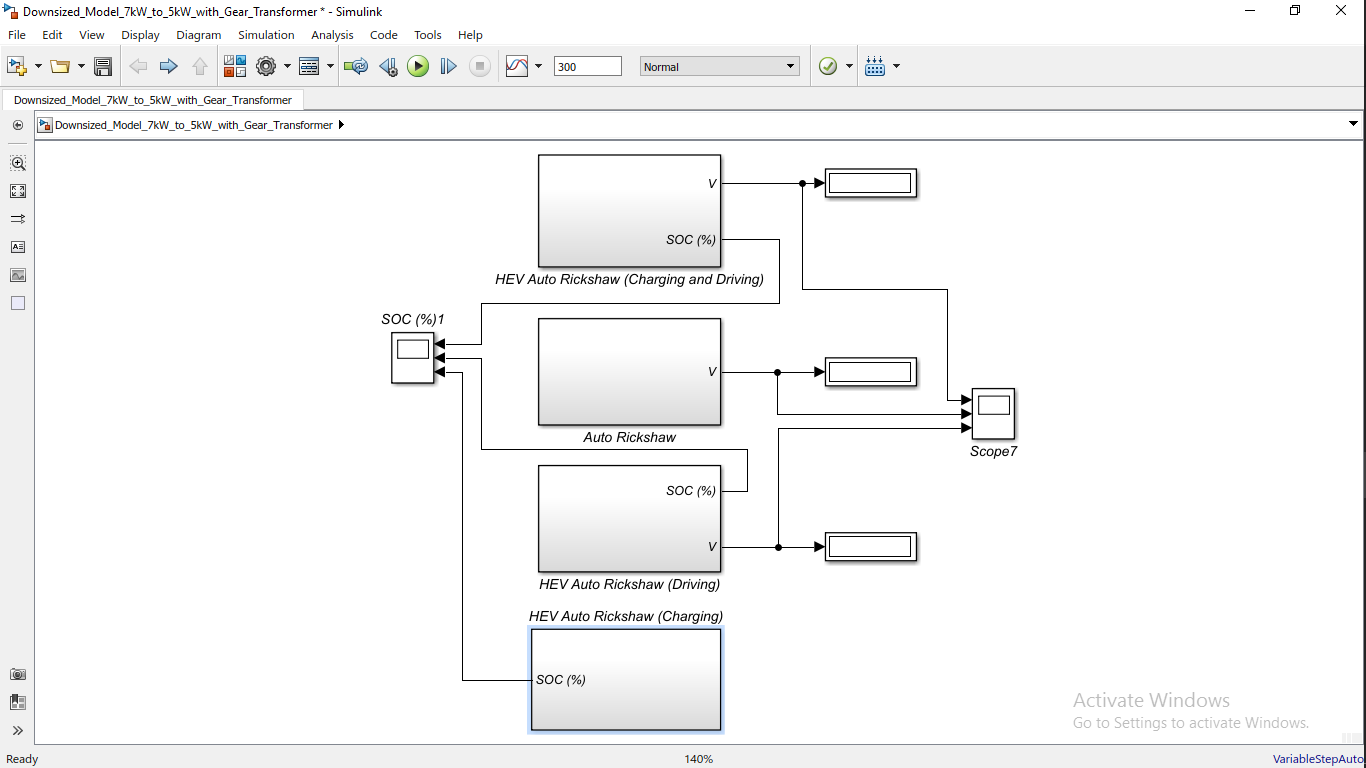 Downsized_Model_7kW_to_5kW_with_Gear_Transformer * - Simulink
File Edit View Display Diagram Simulation Analysis Code Tools Help
300 Normal
Downsized_Model_7kW_to_5kW_with_Gear_Transformer
Downsized_Model_7kW_to_5kW_with_Gear_Transformer
V
SOC (%)
HEV Auto Rickshaw (Charging and Driving)
SOC (%)1
V
Auto Rickshaw
Scope7
SOC (%)
V
HEV Auto Rickshaw (Driving)
HEV Auto Rickshaw (Charging)
SOC (%)
Activate Windows
Go to Settings to activate Windows.
Ready 140% VariableStepAuto